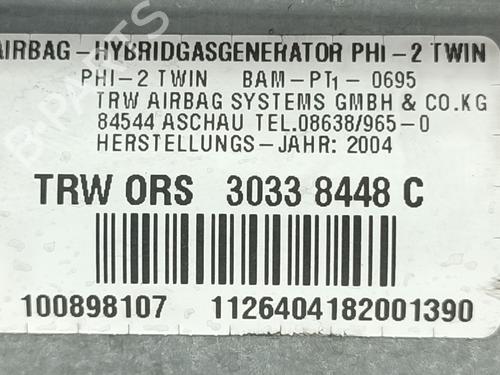 AIRBAG-HYBRIDGASGENERATOR PHI-2 TWIN
PHI-2 TWIN BAM-PT1-0695
TRW AIRBAG SYSTEMS GMBH & CO.KG
84544 ASCHAU TEL.08638/965-0
HERSTELLUNGS-JAHR: 2004
TRW ORS 3033 8448 C
100898107 1126404182001390
B-PARTS